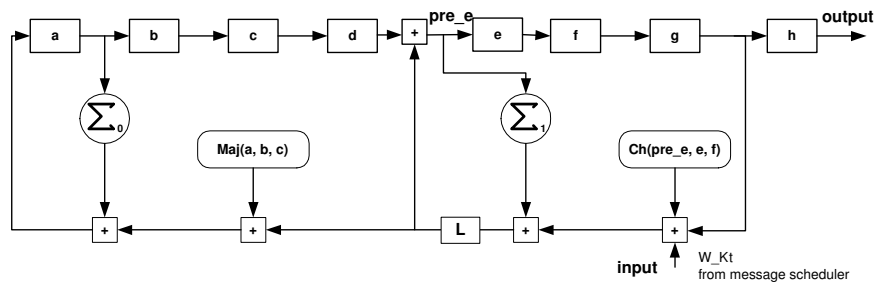 pre_e
output
a
b
c
d
+
e
f
g
h
Σ0
Σ1
Maj(a, b, c)
Ch(pre_e, e, f)
+
+
L
+
+
input
W_Kt
from message scheduler